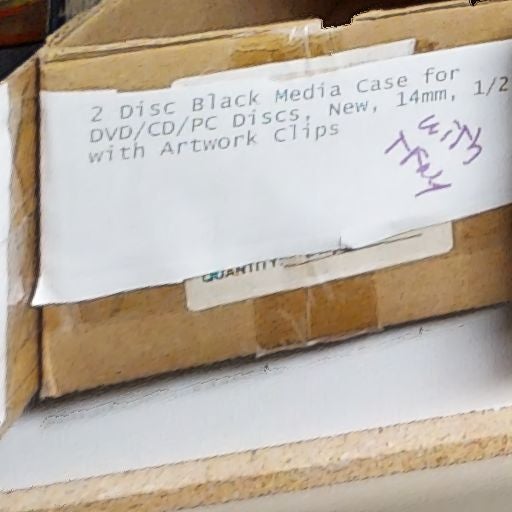 2 Disc Black Media Case for
DVD/CD/PC Discs, New, 14mm, 1/2
with Artwork Clips
with
QUANTITY: